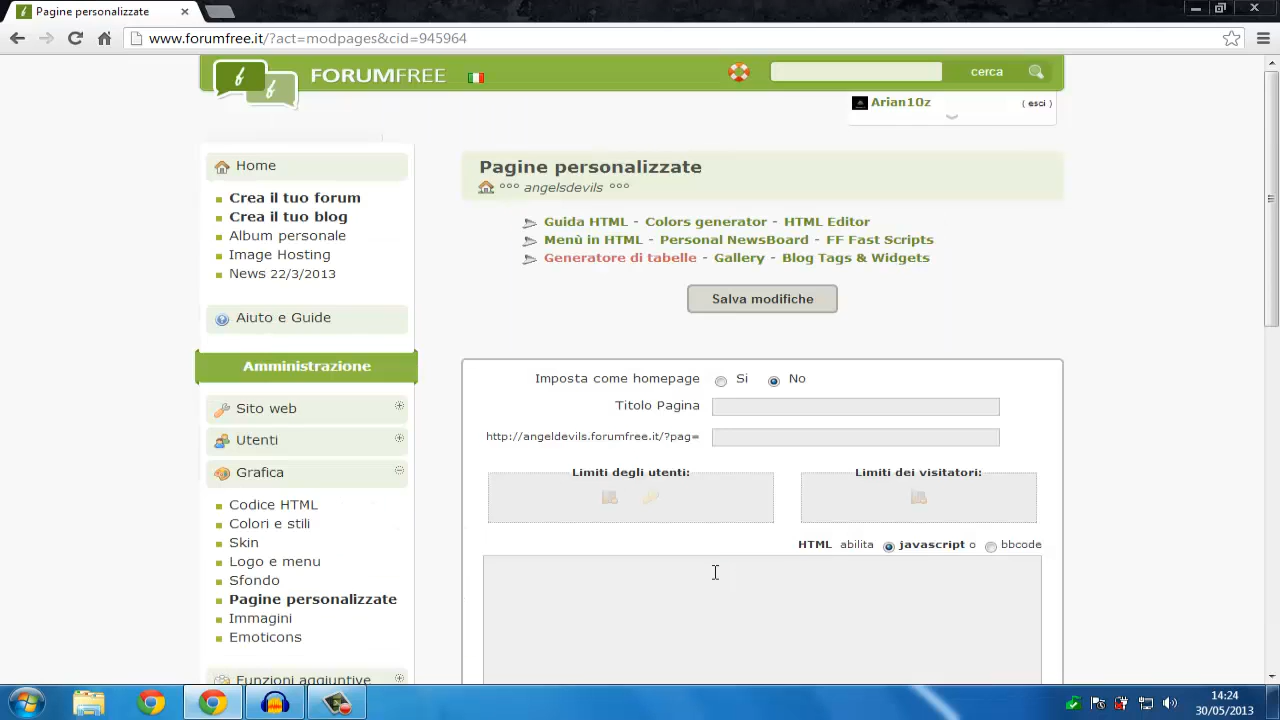 Pagine personalizzate
www.forumfree.it/?act=modpages&cid=945964
FORUMFREE
cerca
Arian10z
( esci )
Home
Crea il tuo forum
Crea il tuo blog
Album personale
Image Hosting
News 22/3/2013
Aiuto e Guide
Amministrazione
Sito web
Utenti
Grafica
Codice HTML
Colori e stili
Skin
Logo e menu
Sfondo
Pagine personalizzate
Immagini
Emoticons
Funzioni aggiuntive
Pagine personalizzate
°°° angelsdevils °°°
Guida HTML - Colors generator - HTML Editor
Menù in HTML - Personal NewsBoard - FF Fast Scripts
Generatore di tabelle - Gallery - Blog Tags & Widgets
Salva modifiche
Imposta come homepage Si No
Titolo Pagina
http://angeldevils.forumfree.it/?pag=
Limiti degli utenti: Limiti dei visitatori:
HTML abilita javascript o bbcode
14:24
30/05/2013